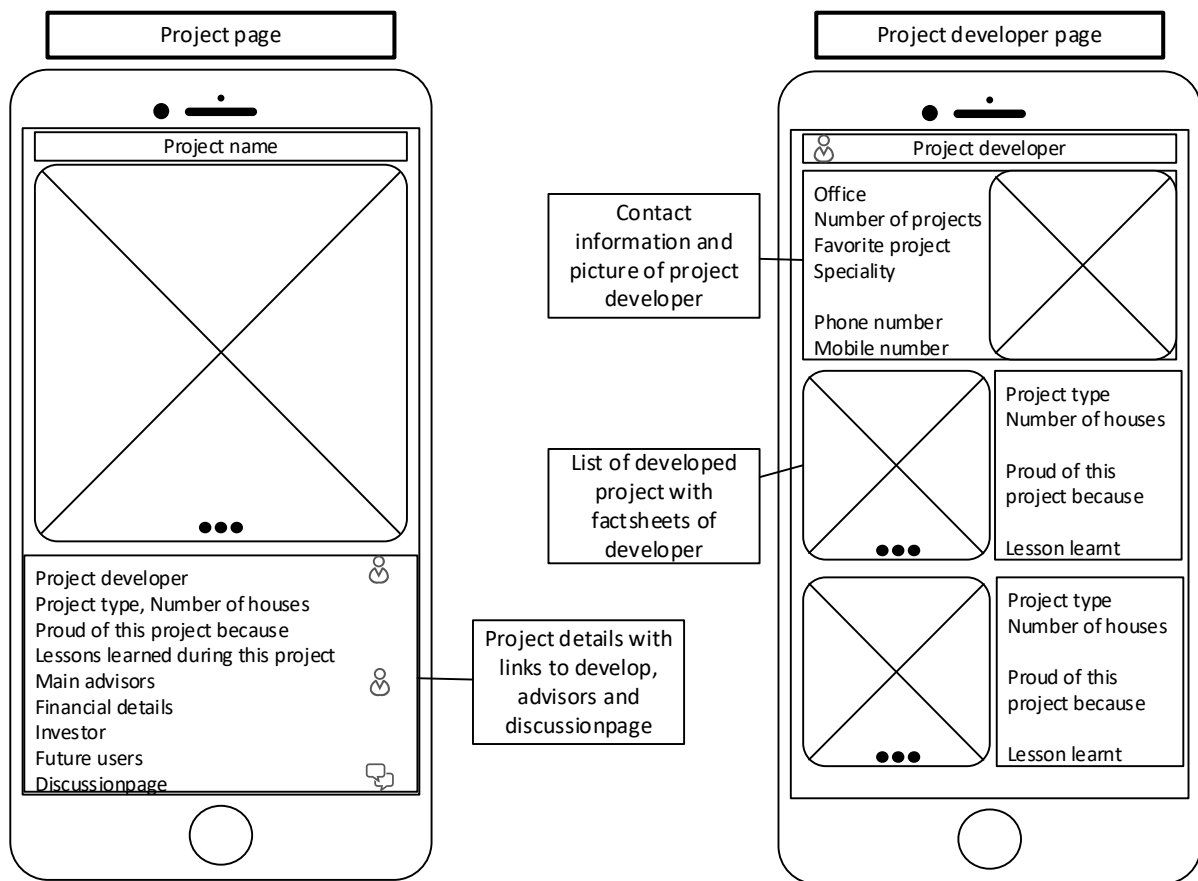 Project page
Project name
Project developer
Project type, Number of houses
Proud of this project because
Lessons learned during this project
Main advisors
Financial details
Investor
Future users
Discussionpage
Project details with
links to develop,
advisors and
discussionpage
Project developer page
Project developer
Contact
information and
picture of project
developer
Office
Number of projects
Favorite project
Speciality
Phone number
Mobile number
List of developed
project with
factsheets of
developer
Project type
Number of houses
Proud of this
project because
Lesson learnt
Project type
Number of houses
Proud of this
project because
Lesson learnt